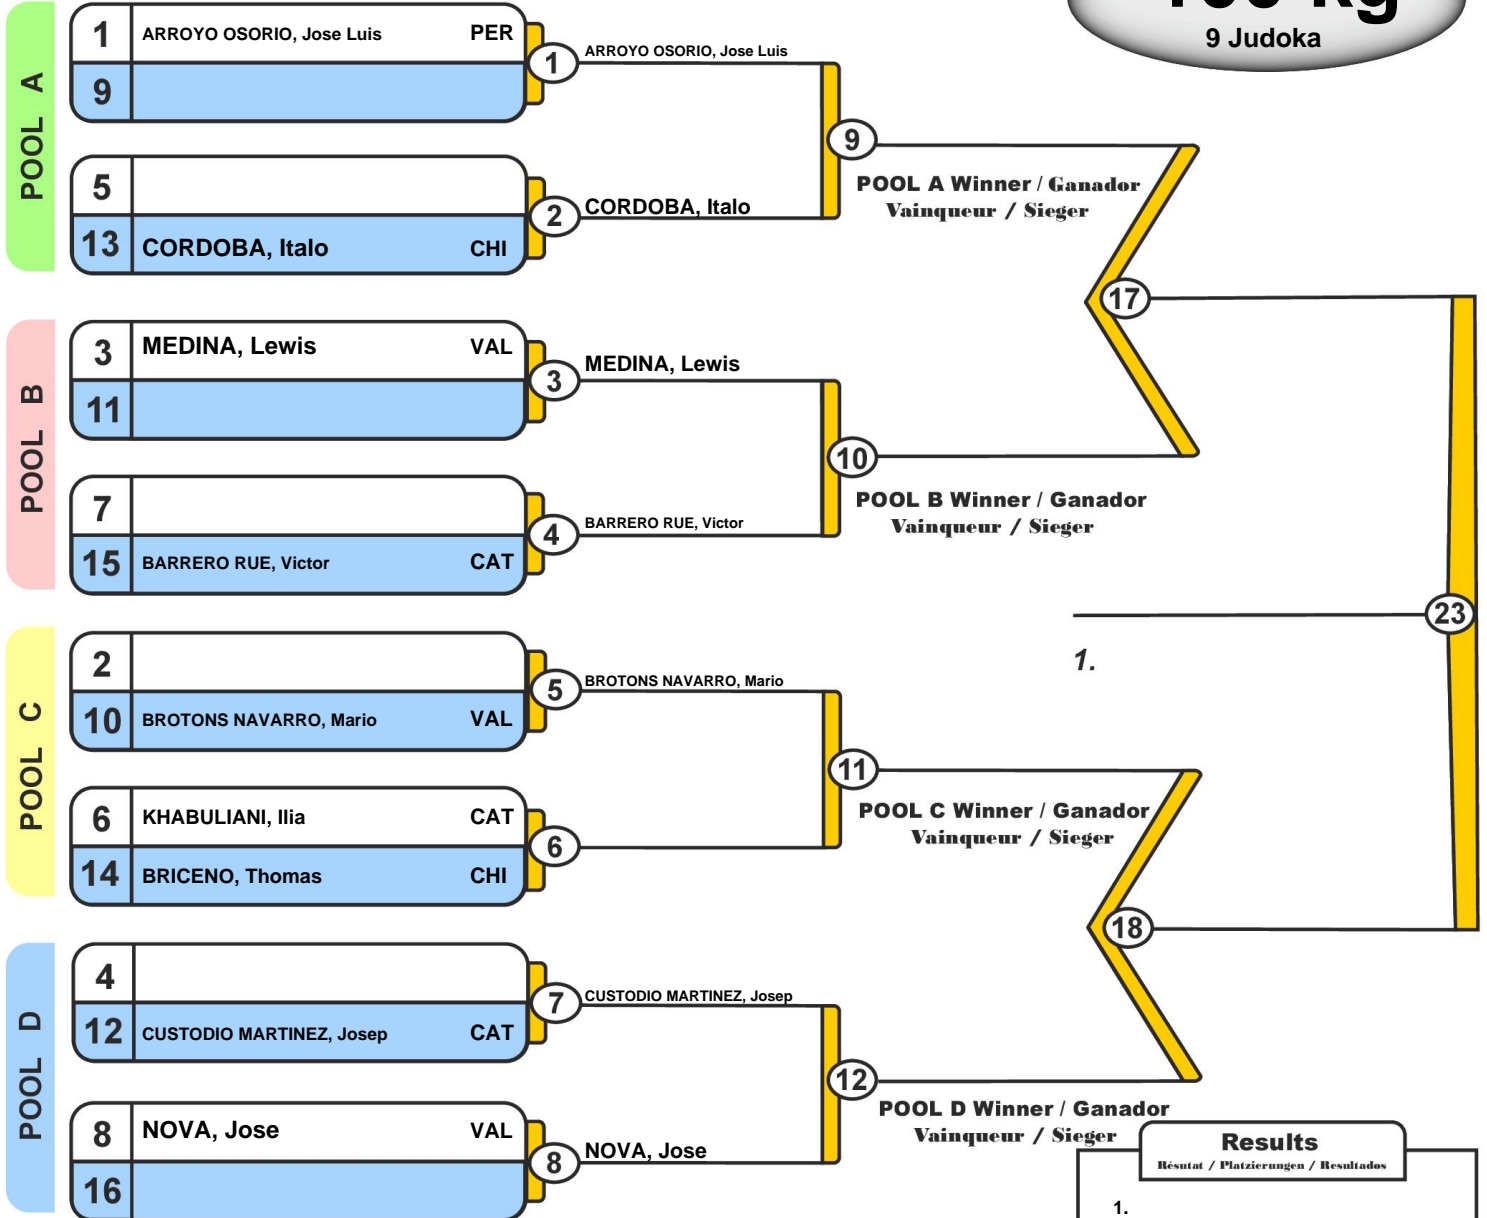 100 kg
9 Judoka
POOL A
1 ARROYO OSORIO, Jose Luis PER
9
1 ARROYO OSORIO, Jose Luis
5
13 CORDOBA, Italo CHI
2 CORDOBA, Italo
9
POOL A Winner / Ganador
Vainqueur / Sieger
POOL B
3 MEDINA, Lewis VAL
11
3 MEDINA, Lewis
7
15 BARRERO RUE, Victor CAT
4 BARRERO RUE, Victor
10
POOL B Winner / Ganador
Vainqueur / Sieger
17
POOL C
2
10 BROTONS NAVARRO, Mario VAL
5 BROTONS NAVARRO, Mario
6 KHABULIANI, Ilia CAT
14 BRICENO, Thomas CHI
6
11
POOL C Winner / Ganador
Vainqueur / Sieger
23
1.
POOL D
4
12 CUSTODIO MARTINEZ, Josep CAT
7 CUSTODIO MARTINEZ, Josep
8 NOVA, Jose VAL
16
8 NOVA, Jose
12
POOL D Winner / Ganador
Vainqueur / Sieger
18
Results
Résutat / Platzierungen / Resultados
1.